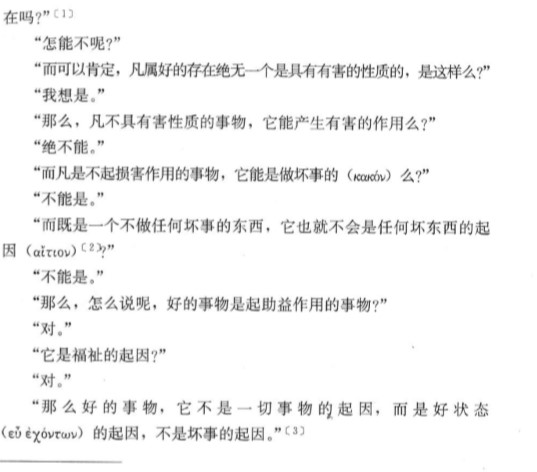 在吗?”〔1〕
“怎能不呢?”
“而可以肯定，凡属好的存在绝无一个是具有有害的性质的，是这样么?”
“我想是。”
“那么，凡不具有害性质的事物，它能产生有害的作用么?”
“绝不能。”
“而凡是不起损害作用的事物，它能是做坏事的（κακόν）么?”
“不能是。”
“而既是一个不做任何坏事的东西，它也就不会是任何坏东西的起
因（αἴτιον）〔2〕?”
“不能是。”
“那么，怎么说呢，好的事物是起助益作用的事物?”
“对。”
“它是福祉的起因?”
“对。”
“那么好的事物，它不是一切事物的起因，而是好状态
(εὖ ἐχόντων）的起因，不是坏事的起因。”〔3〕